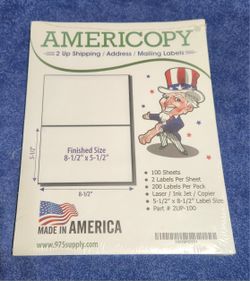 AMERICOPY®
2 Up Shipping / Address / Mailing Labels
5-1/2"
Finished Size
8-1/2" x 5-1/2"
8-1/2"
• 100 Sheets
• 2 Labels Per Sheet
• 200 Labels Per Pack
• Laser / Ink Jet / Copier
• 5-1/2" x 8-1/2" Label Size
• Part # 2UP-100
MADE IN
AMERICA
www.975supply.com